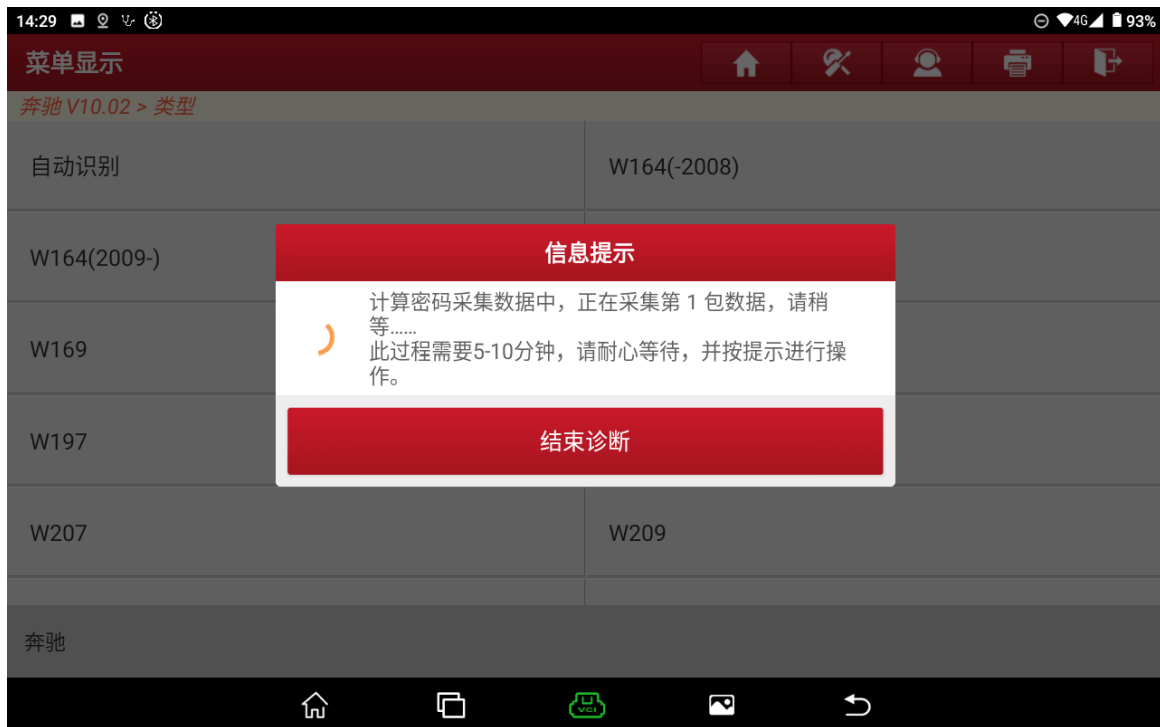 14:29
4G 93%
菜单显示
奔驰 V10.02 > 类型
自动识别
W164(-2008)
W164(2009-)
信息提示
计算密码采集数据中，正在采集第 1 包数据，请稍
等......
此过程需要5-10分钟，请耐心等待，并按提示进行操
作。
W169
结束诊断
W197
W207
W209
奔驰
VCI